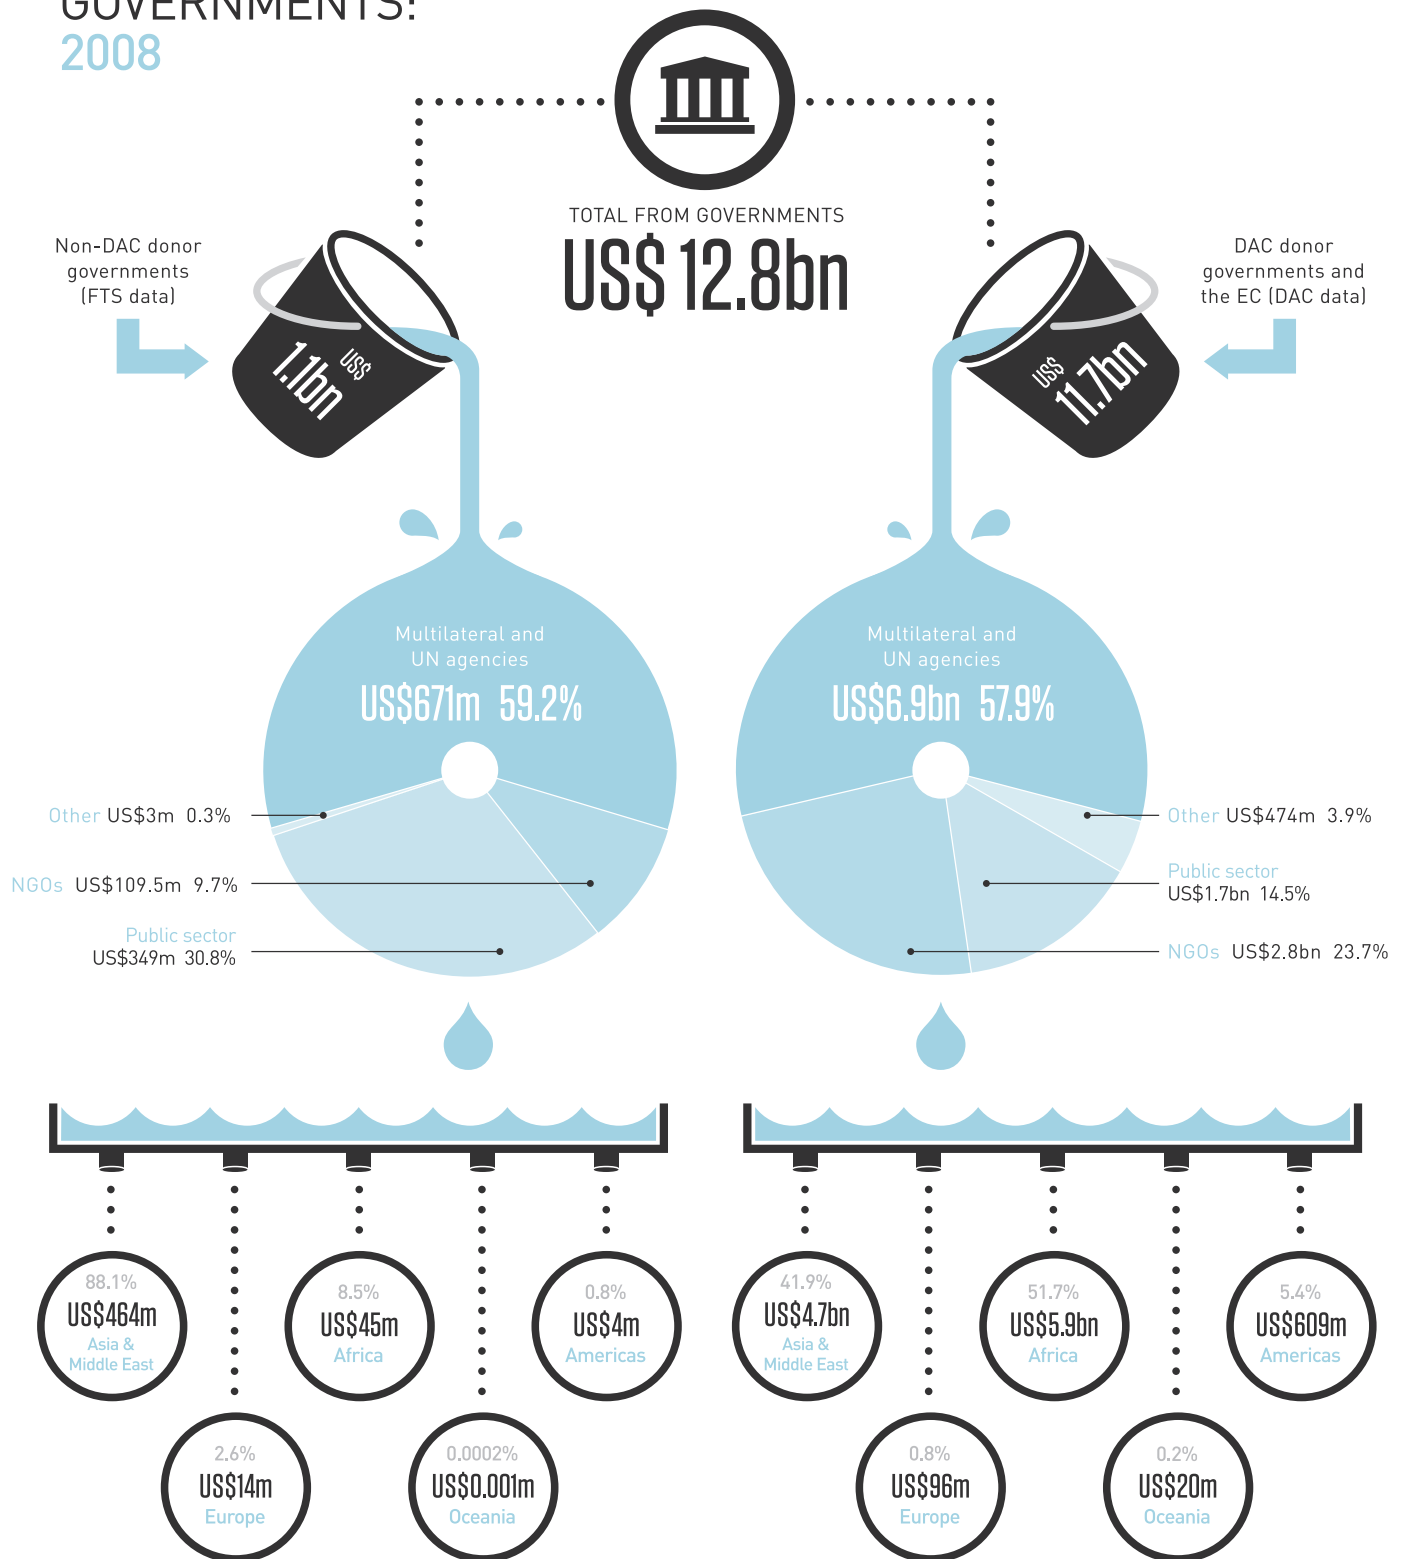 GOVERNMENTS:
2008
TOTAL FROM GOVERNMENTS
US$ 12.8bn
Non-DAC donor
governments
(FTS data)
US$
1.1bn
DAC donor
governments and
the EC (DAC data)
US$
11.7bn
Multilateral and
UN agencies
US$671m 59.2%
Other US$3m 0.3%
NGOs US$109.5m 9.7%
Public sector
US$349m 30.8%
Multilateral and
UN agencies
US$6.9bn 57.9%
Other US$474m 3.9%
Public sector
US$1.7bn 14.5%
NGOs US$2.8bn 23.7%
88.1%
US$464m
Asia &
Middle East
2.6%
US$14m
Europe
8.5%
US$45m
Africa
0.0002%
US$0.001m
Oceania
0.8%
US$4m
Americas
41.9%
US$4.7bn
Asia &
Middle East
0.8%
US$96m
Europe
51.7%
US$5.9bn
Africa
0.2%
US$20m
Oceania
5.4%
US$609m
Americas